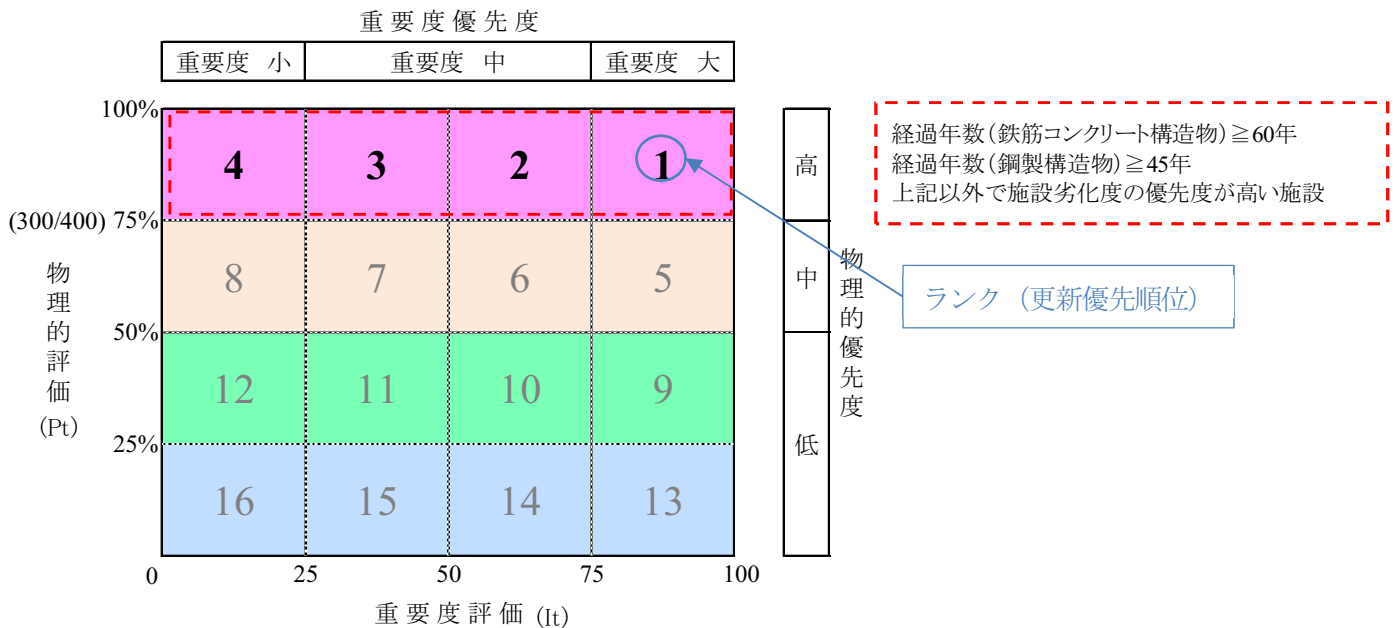 重要度優先度
重要度 小 重要度 中 重要度 大
100%
(300/400) 75%
50%
25%
物理的評価(Pt)
4 3 2 1
8 7 6 5
12 11 10 9
16 15 14 13
0 25 50 75 100
重要度評価 (It)
高
中
低
物理的優先度
経過年数(鉄筋コンクリート構造物)≧60年
経過年数(鋼製構造物)≧45年
上記以外で施設劣化度の優先度が高い施設
ランク (更新優先順位)